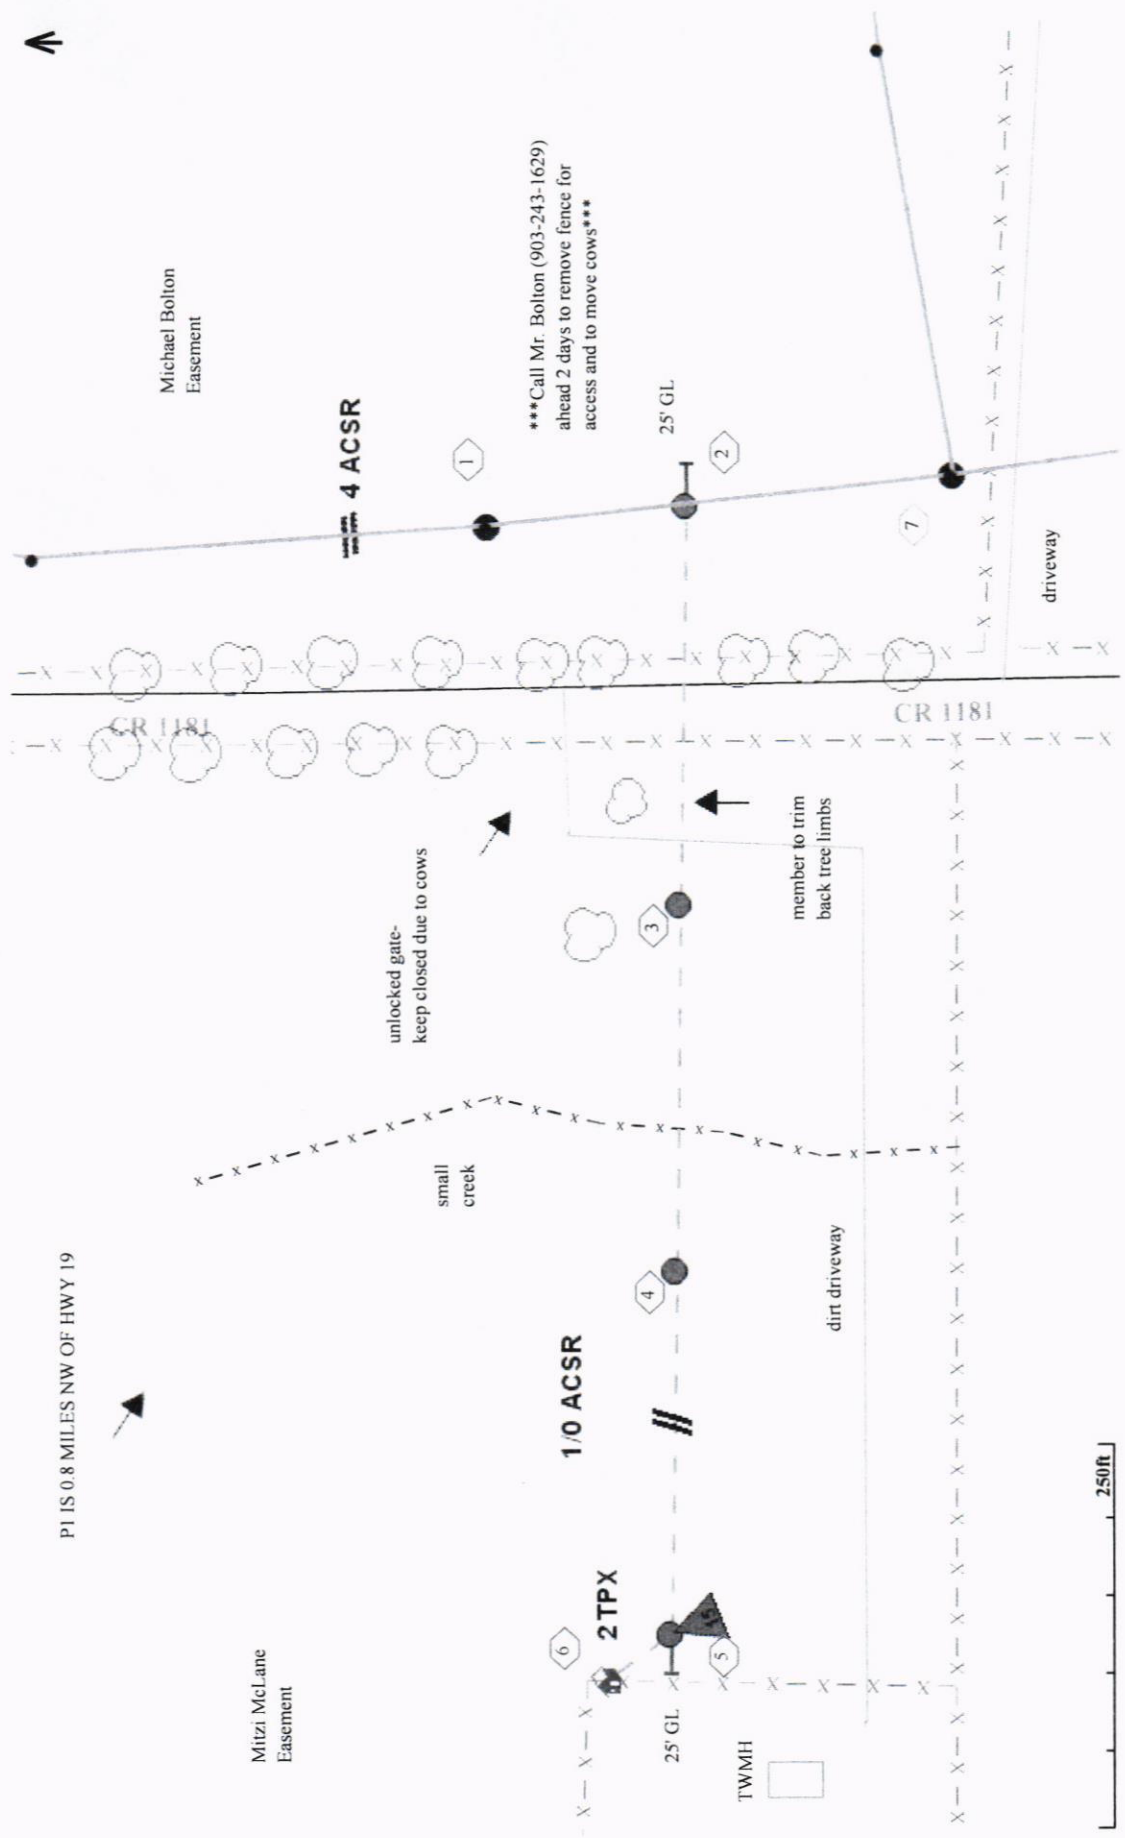 P1 IS 0.8 MILES NW OF HWY 19
Michael Bolton
Easement
Mitzi McLane
Easement
4 ACSR
1
***Call Mr. Bolton (903-243-1629)
ahead 2 days to remove fence for
access and to move cows***
25' GL
2
7
driveway
CR 1181
CR 1181
unlocked gate-
keep closed due to cows
3
member to trim
back tree limbs
small
creek
4
dirt driveway
1/0 ACSR
2 TPX
6
15
5
25' GL
TWMH
250ft